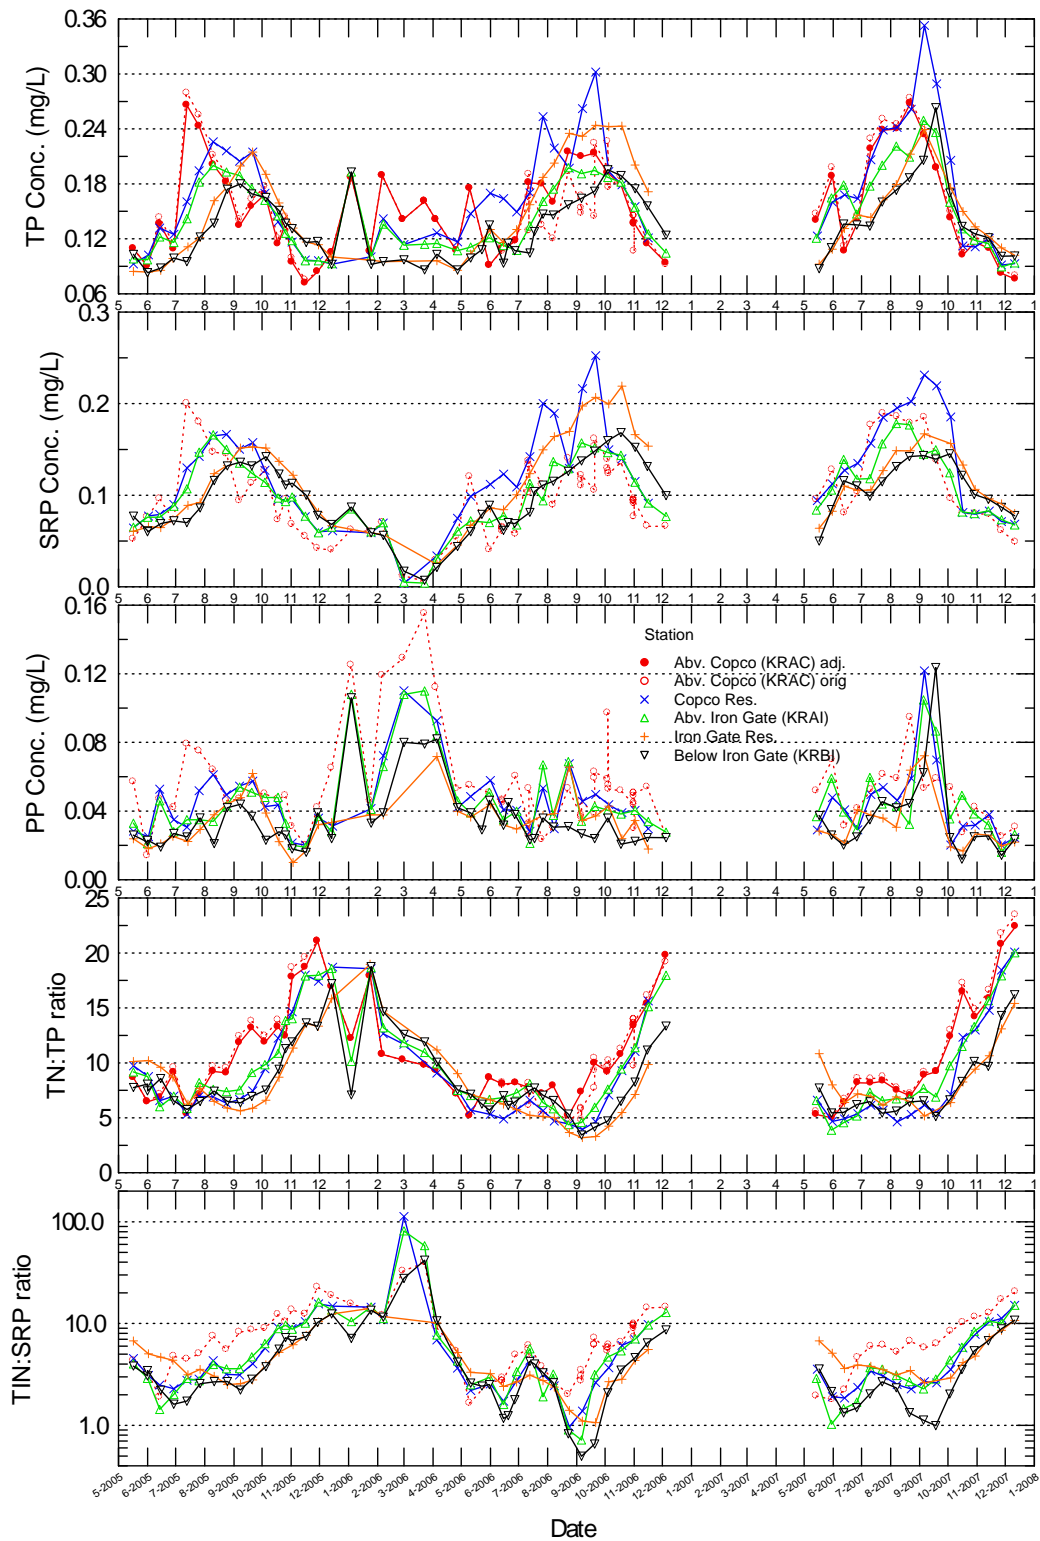 0.36
0.30
0.24
0.18
0.12
0.06
TP Conc. (mg/L)
5 6 7 8 9 10 11 12 1 2 3 4 5 6 7 8 9 10 11 12 1 2 3 4 5 6 7 8 9 10 11 12 1
0.3
0.2
0.1
0.0
SRP Conc. (mg/L)
5 6 7 8 9 10 11 12 1 2 3 4 5 6 7 8 9 10 11 12 1 2 3 4 5 6 7 8 9 10 11 12 1
0.16
0.12
0.08
0.04
0.00
PP Conc. (mg/L)
Station
Abv. Copco (KRAC) adj.
Abv. Copco (KRAC) orig
Copco Res.
Abv. Iron Gate (KRAI)
Iron Gate Res.
Below Iron Gate (KRBI)
5 6 7 8 9 10 11 12 1 2 3 4 5 6 7 8 9 10 11 12 1 2 3 4 5 6 7 8 9 10 11 12 1
25
20
15
10
5
0
TN:TP ratio
5 6 7 8 9 10 11 12 1 2 3 4 5 6 7 8 9 10 11 12 1 2 3 4 5 6 7 8 9 10 11 12 1
100.0
10.0
1.0
TIN:SRP ratio
5-2005 6-2005 7-2005 8-2005 9-2005 10-2005 11-2005 12-2005 1-2006 2-2006 3-2006 4-2006 5-2006 6-2006 7-2006 8-2006 9-2006 10-2006 11-2006 12-2006 1-2007 2-2007 3-2007 4-2007 5-2007 6-2007 7-2007 8-2007 9-2007 10-2007 11-2007 12-2007 1-2008
Date